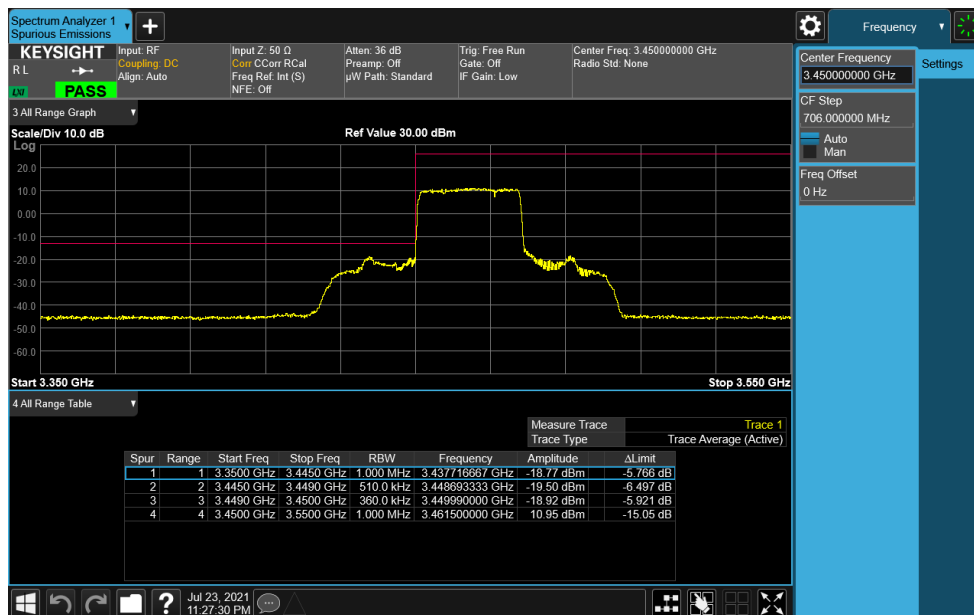 Spectrum Analyzer 1
Spurious Emissions
Frequency
KEYSIGHT
R L
LXI
PASS
Input: RF
Coupling: DC
Align: Auto
Input Z: 50 Ω
Corr CCorr RCal
Freq Ref: Int (S)
NFE: Off
Atten: 36 dB
Preamp: Off
µW Path: Standard
Trig: Free Run
Gate: Off
IF Gain: Low
Center Freq: 3.450000000 GHz
Radio Std: None
Center Frequency
3.450000000 GHz
Settings
CF Step
706.000000 MHz
Auto
Man
Freq Offset
0 Hz
3 All Range Graph
Scale/Div 10.0 dB
Ref Value 30.00 dBm
Log
20.0
10.0
0.00
-10.0
-20.0
-30.0
-40.0
-50.0
-60.0
Start 3.350 GHz
Stop 3.550 GHz
4 All Range Table
Measure Trace Trace 1
Trace Type Trace Average (Active)
Spur Range Start Freq Stop Freq RBW Frequency Amplitude ΔLimit
1 1 3.3500 GHz 3.4450 GHz 1.000 MHz 3.437716667 GHz -18.77 dBm -5.766 dB
2 2 3.4450 GHz 3.4490 GHz 510.0 kHz 3.448693333 GHz -19.50 dBm -6.497 dB
3 3 3.4490 GHz 3.4500 GHz 360.0 kHz 3.449990000 GHz -18.92 dBm -5.921 dB
4 4 3.4500 GHz 3.5500 GHz 1.000 MHz 3.461500000 GHz 10.95 dBm -15.05 dB
?
Jul 23, 2021
11:27:30 PM